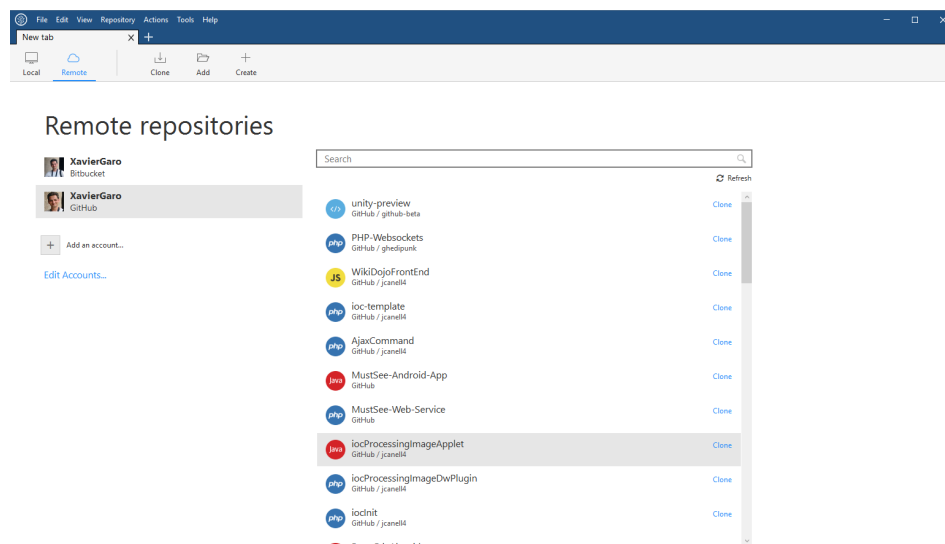 File Edit View Repository Actions Tools Help
New tab
Local Remote Clone Add Create
Remote repositories
XavierGaro
Bitbucket
XavierGaro
GitHub
Add an account...
Edit Accounts...
Search
Refresh
unity-preview
GitHub / github-beta
Clone
PHP-Websockets
GitHub / ghedipunk
Clone
WikiDojoFrontEnd
GitHub / jcanell4
Clone
ioc-template
GitHub / jcanell4
Clone
AjaxCommand
GitHub / jcanell4
Clone
MustSee-Android-App
GitHub
Clone
MustSee-Web-Service
GitHub
Clone
iocProcessingImageApplet
GitHub / jcanell4
Clone
iocProcessingImageDwPlugin
GitHub / jcanell4
Clone
iocInit
GitHub / jcanell4
Clone